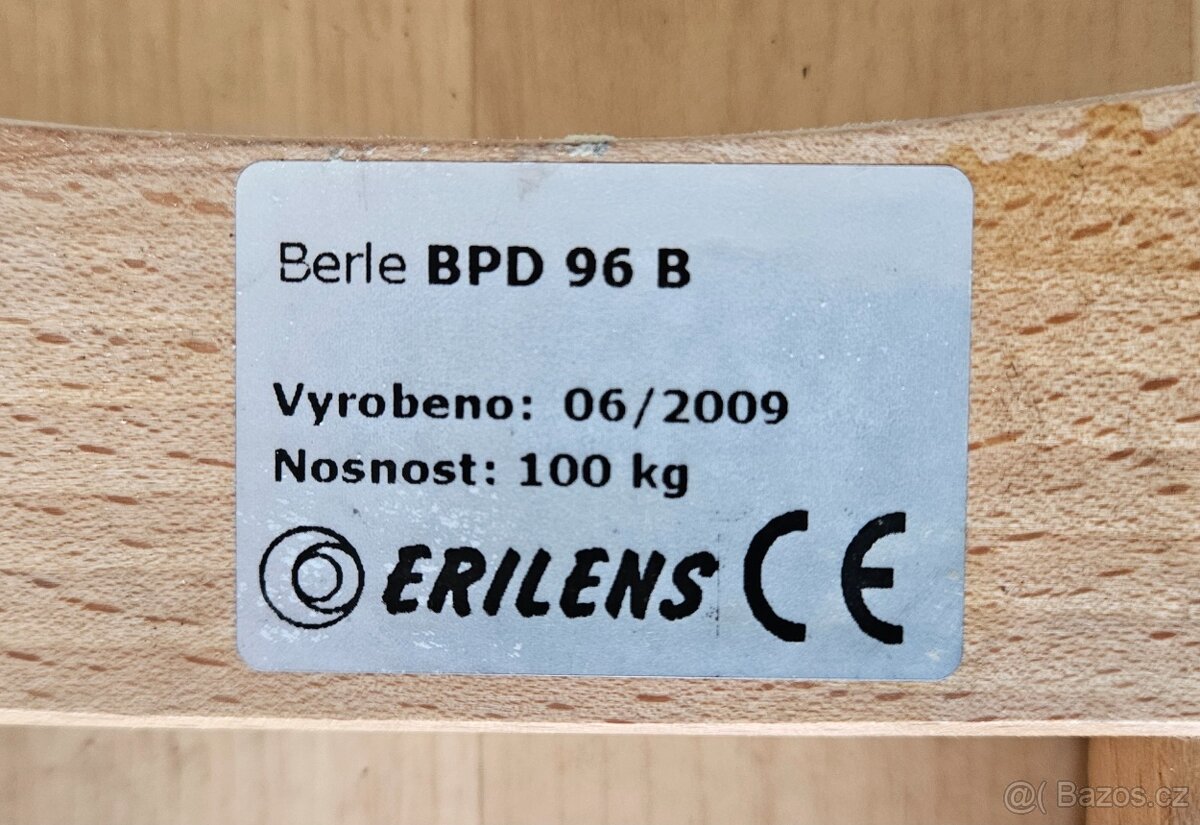 Berle BPD 96 B
Vyrobeno: 06/2009
Nosnost: 100 kg
ERILENS CE
@( Bazos.cz